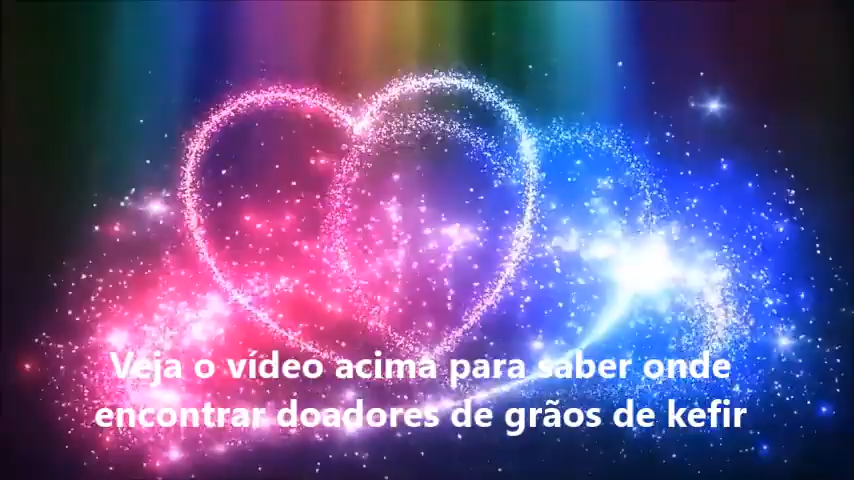 Veja o vídeo acima para saber onde
encontrar doadores de grãos de kefir